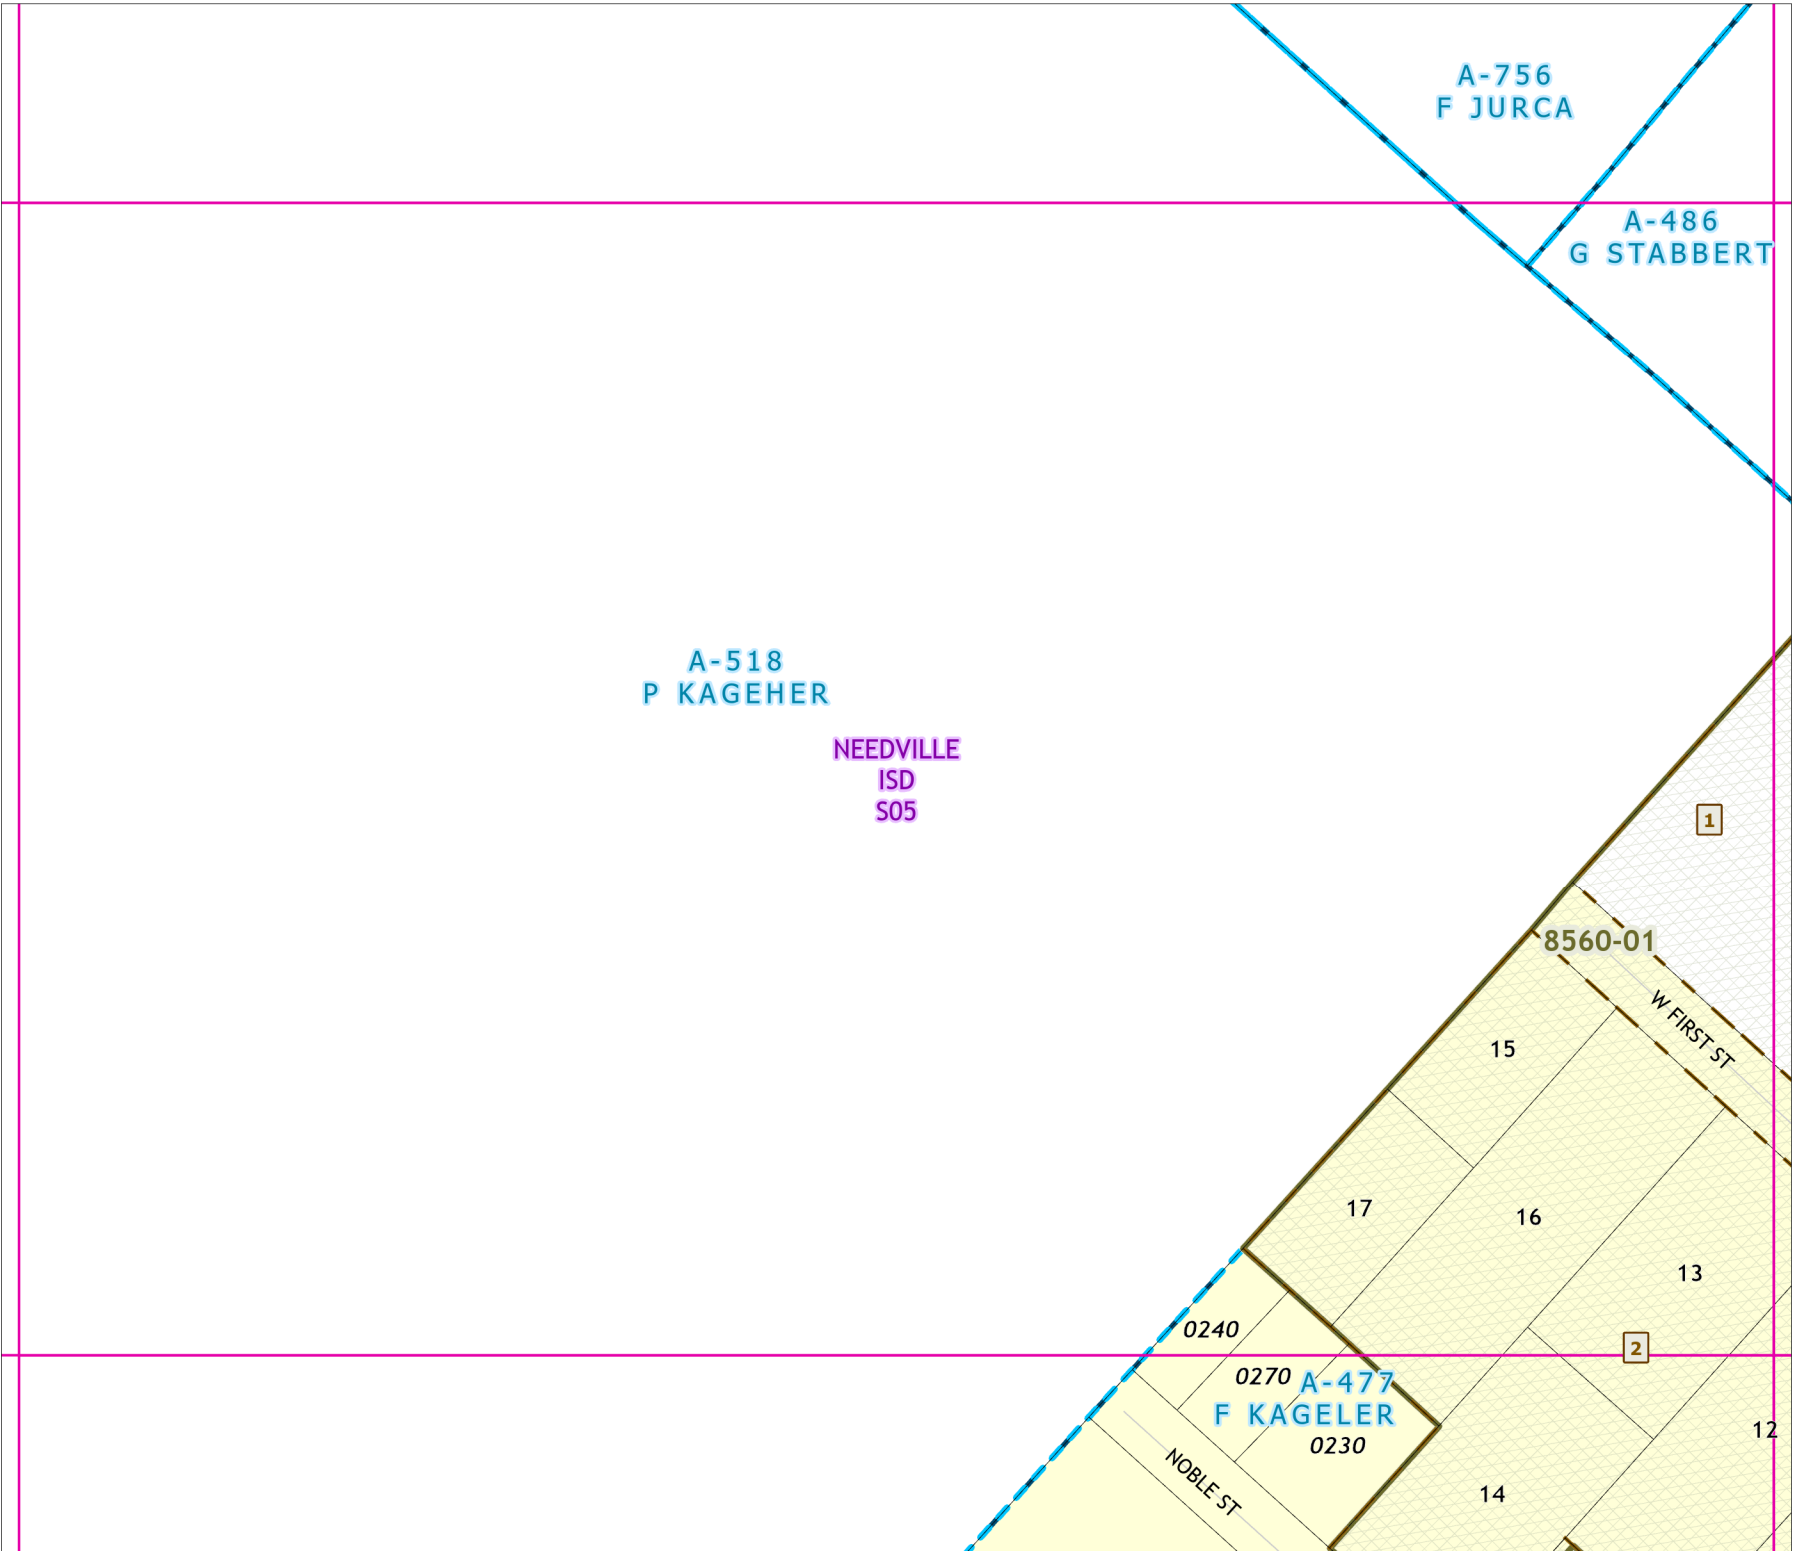 A-756
F JURCA
A-486
G STABBERT
A-518
P KAGEHER
NEEDVILLE
ISD
S05
1
8560-01
W FIRST ST
15
17
16
13
0240
2
0270
A-477
F KAGELER
0230
12
NOBLE ST
14